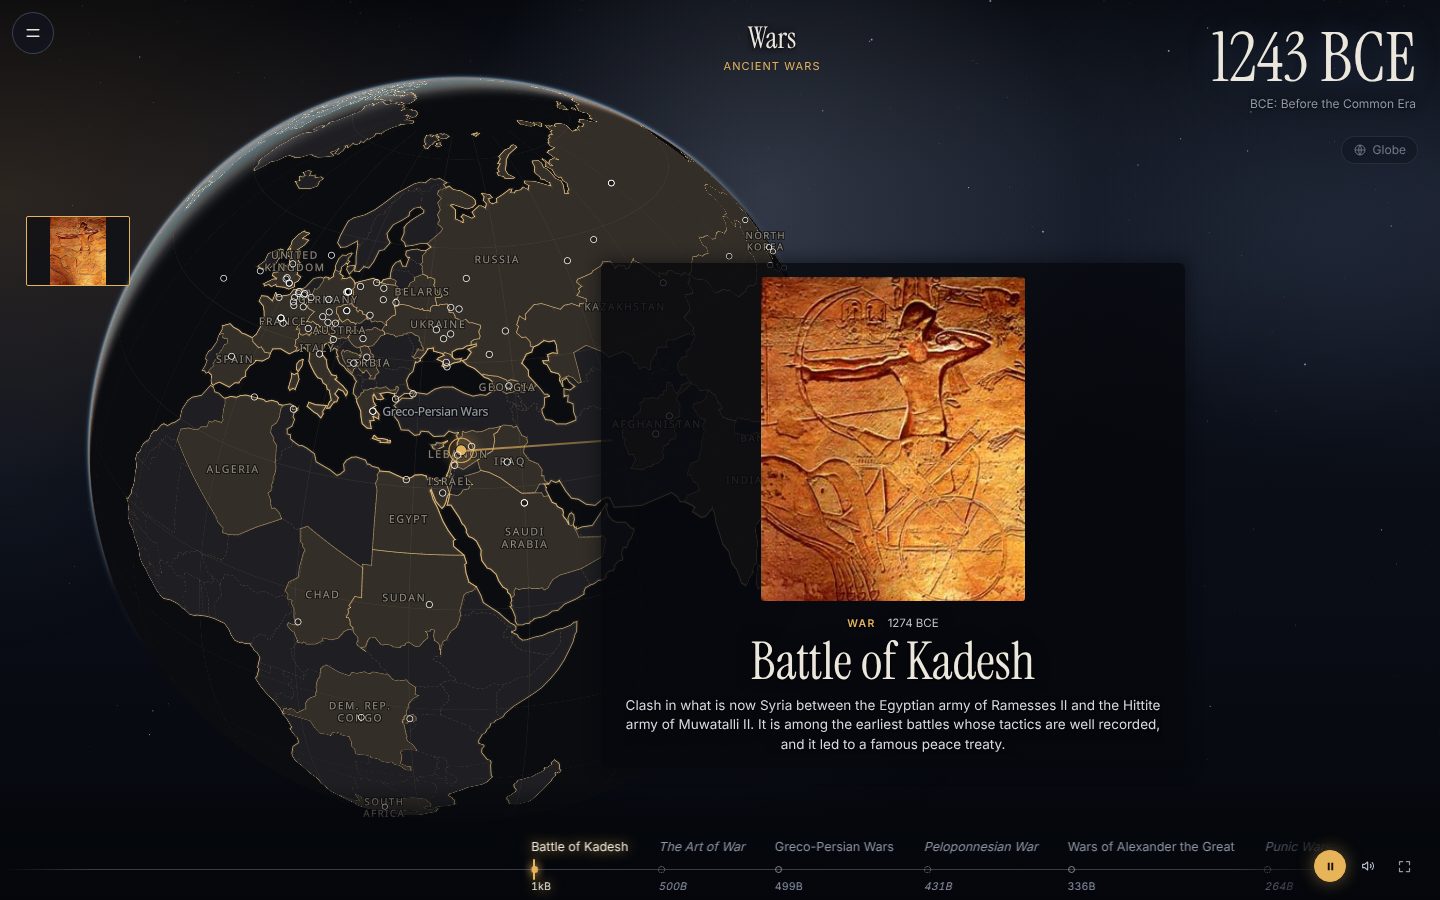 Wars
ANCIENT WARS
1243 BCE
BCE: Before the Common Era
Globe
NORTH
KOREA
UNITED
KINGDOM
RUSSIA
GERMANY
BELARUS
KAZAKHSTAN
FRANCE
AUSTRIA
UKRAINE
ITALY
SPAIN
SERBIA
GEORGIA
Greco-Persian Wars
AFGHANISTAN
LEBANON
IRAQ
ALGERIA
ISRAEL
INDIA
EGYPT
SAUDI
ARABIA
CHAD
SUDAN
DEM. REP.
CONGO
SOUTH
AFRICA
WAR 1274 BCE
Battle of Kadesh
Clash in what is now Syria between the Egyptian army of Ramesses II and the Hittite
army of Muwatalli II. It is among the earliest battles whose tactics are well recorded,
and it led to a famous peace treaty.
Battle of Kadesh The Art of War Greco-Persian Wars Peloponnesian War Wars of Alexander the Great Punic Wars
1kB 500B 499B 431B 336B 264B